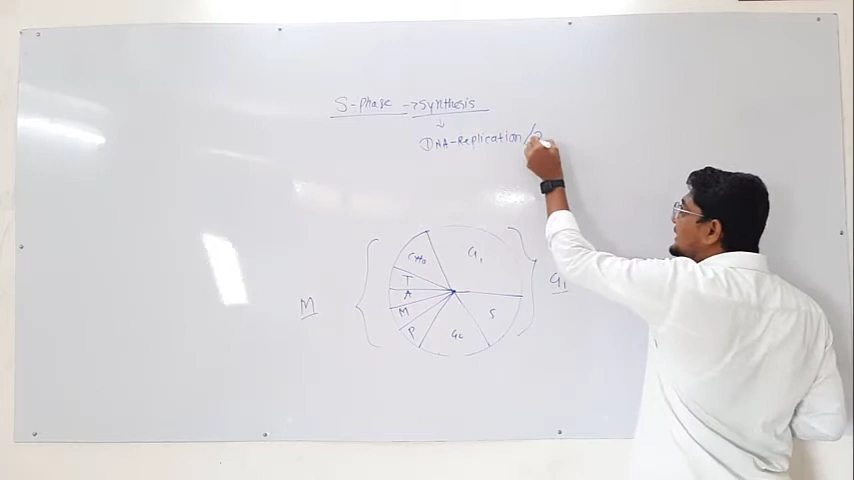 S-phase → Synthesis
DNA-Replication/
G₁
Cyto
T
A
M
P
G₂
S
M
G₁